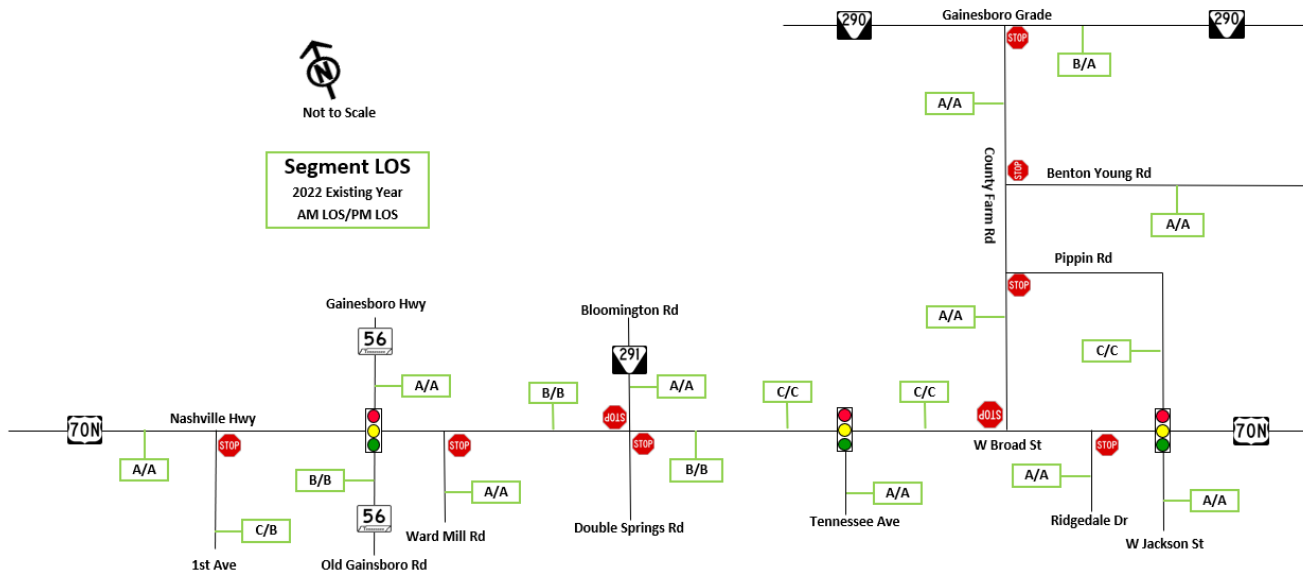 Gainesboro Grade
290
290
STOP
B/A
N
Not to Scale
A/A
Segment LOS
2022 Existing Year
AM LOS/PM LOS
County Farm Rd
STOP
Benton Young Rd
A/A
Pippin Rd
STOP
Gainesboro Hwy
Bloomington Rd
A/A
56
291
C/C
A/A
B/B
A/A
C/C
C/C
Nashville Hwy
STOP
STOP
70N
70N
STOP
STOP
STOP
W Broad St
STOP
A/A
B/B
B/B
A/A
A/A
A/A
A/A
C/B
56
Ward Mill Rd
Double Springs Rd
Tennessee Ave
Ridgedale Dr
W Jackson St
1st Ave
Old Gainsboro Rd